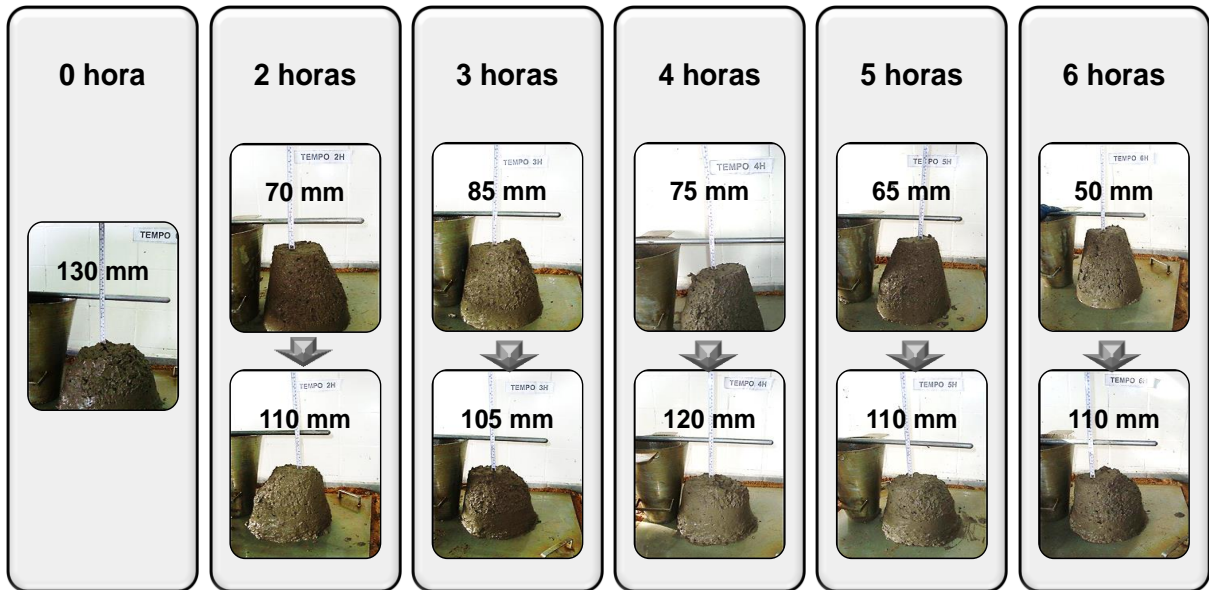 0 hora
130 mm
TEMPO
2 horas
TEMPO 2H
70 mm
TEMPO 2H
110 mm
3 horas
TEMPO 3H
85 mm
TEMPO 3H
105 mm
4 horas
TEMPO 4H
75 mm
TEMPO 4H
120 mm
5 horas
TEMPO 5H
65 mm
TEMPO 5H
110 mm
6 horas
TEMPO 6H
50 mm
TEMPO 6H
110 mm